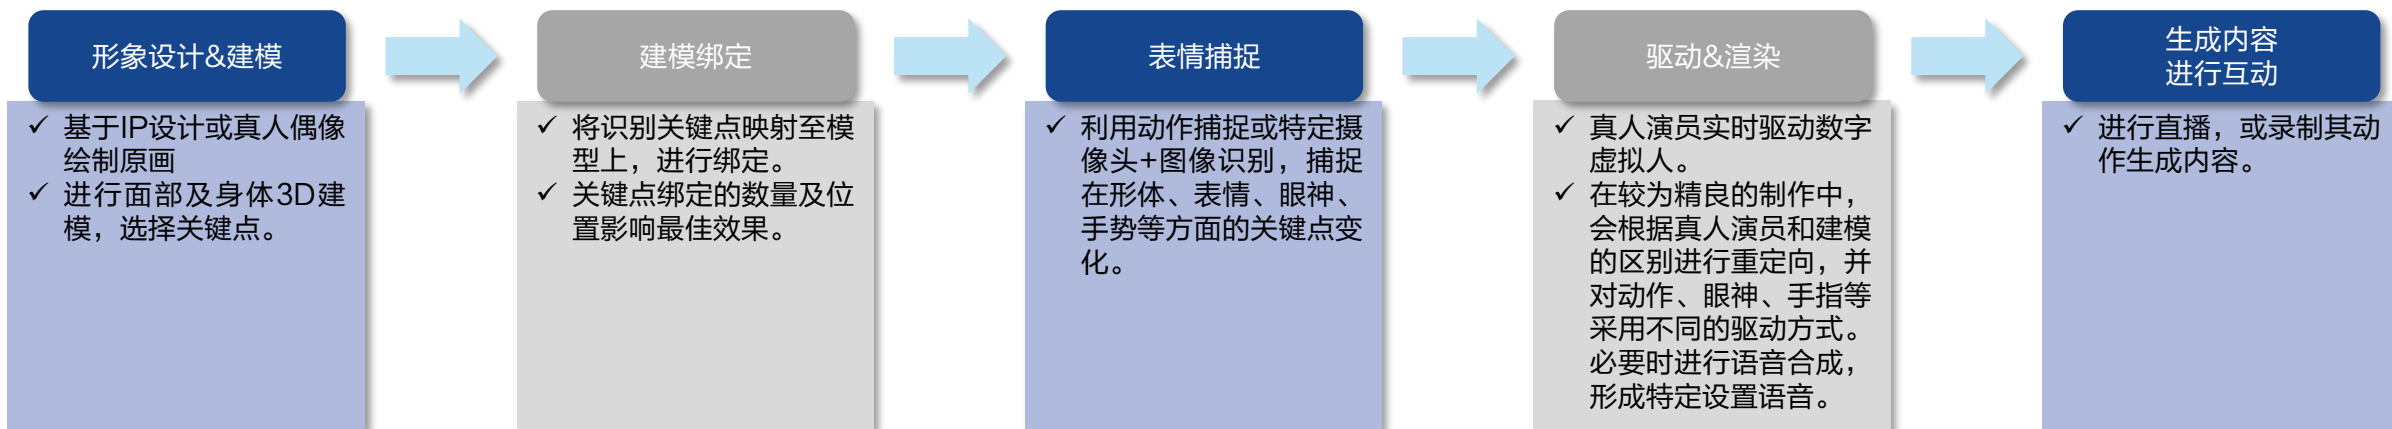 形象设计&建模
✓ 基于IP设计或真人偶像
绘制原画
✓ 进行面部及身体3D建
模，选择关键点。
建模绑定
✓ 将识别关键点映射至模
型上，进行绑定。
✓ 关键点绑定的数量及位
置影响最佳效果。
表情捕捉
✓ 利用动作捕捉或特定摄
像头+图像识别，捕捉
在形体、表情、眼神、
手势等方面的关键点变
化。
驱动&渲染
✓ 真人演员实时驱动数字
虚拟人。
✓ 在较为精良的制作中，
会根据真人演员和建模
的区别进行重定向，并
对动作、眼神、手指等
采用不同的驱动方式。
必要时进行语音合成，
形成特定设置语音。
生成内容
进行互动
✓ 进行直播，或录制其动
作生成内容。